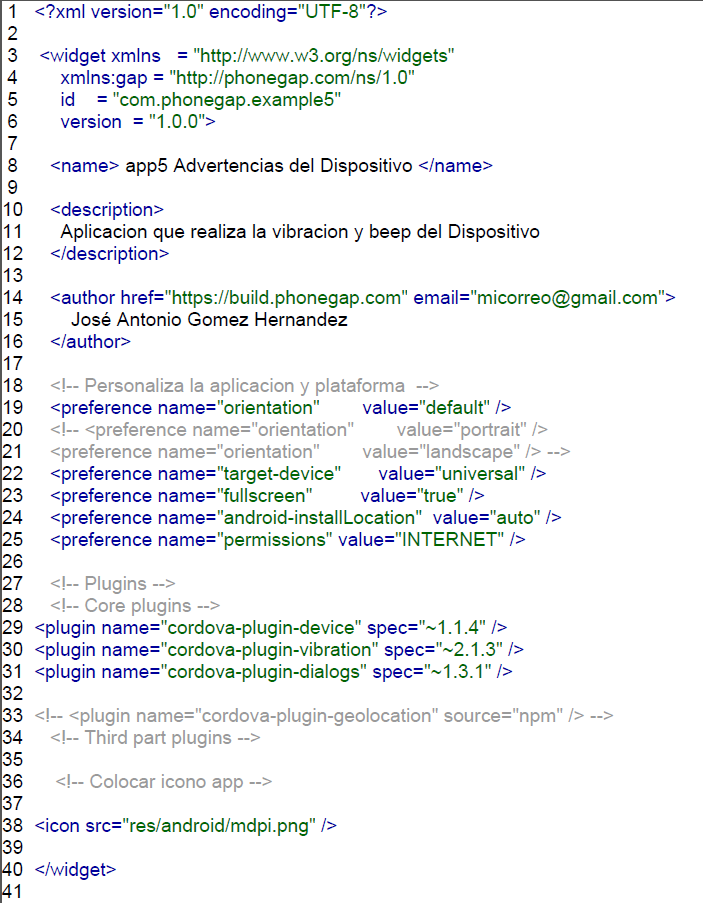 1 <?xml version="1.0" encoding="UTF-8"?>
2
3 <widget xmlns   = "http://www.w3.org/ns/widgets"
4     xmlns:gap = "http://phonegap.com/ns/1.0"
5     id    = "com.phonegap.example5"
6     version  = "1.0.0">
7
8   <name> app5 Advertencias del Dispositivo </name>
9
10   <description>
11     Aplicacion que realiza la vibracion y beep del Dispositivo
12   </description>
13
14   <author href="https://build.phonegap.com" email="micorreo@gmail.com">
15       José Antonio Gomez Hernandez
16   </author>
17
18   <!-- Personaliza la aplicacion y plataforma  -->
19   <preference name="orientation"        value="default" />
20   <!-- <preference name="orientation"        value="portrait" />
21   <preference name="orientation"        value="landscape" /> -->
22   <preference name="target-device"       value="universal" />
23   <preference name="fullscreen"         value="true" />
24   <preference name="android-installLocation"  value="auto" />
25   <preference name="permissions" value="INTERNET" />
26
27   <!-- Plugins -->
28   <!-- Core plugins -->
29 <plugin name="cordova-plugin-device" spec="~1.1.4" />
30 <plugin name="cordova-plugin-vibration" spec="~2.1.3" />
31 <plugin name="cordova-plugin-dialogs" spec="~1.3.1" />
32
33 <!-- <plugin name="cordova-plugin-geolocation" source="npm" /> -->
34   <!-- Third part plugins -->
35
36    <!-- Colocar icono app -->
37
38 <icon src="res/android/mdpi.png" />
39
40 </widget>
41